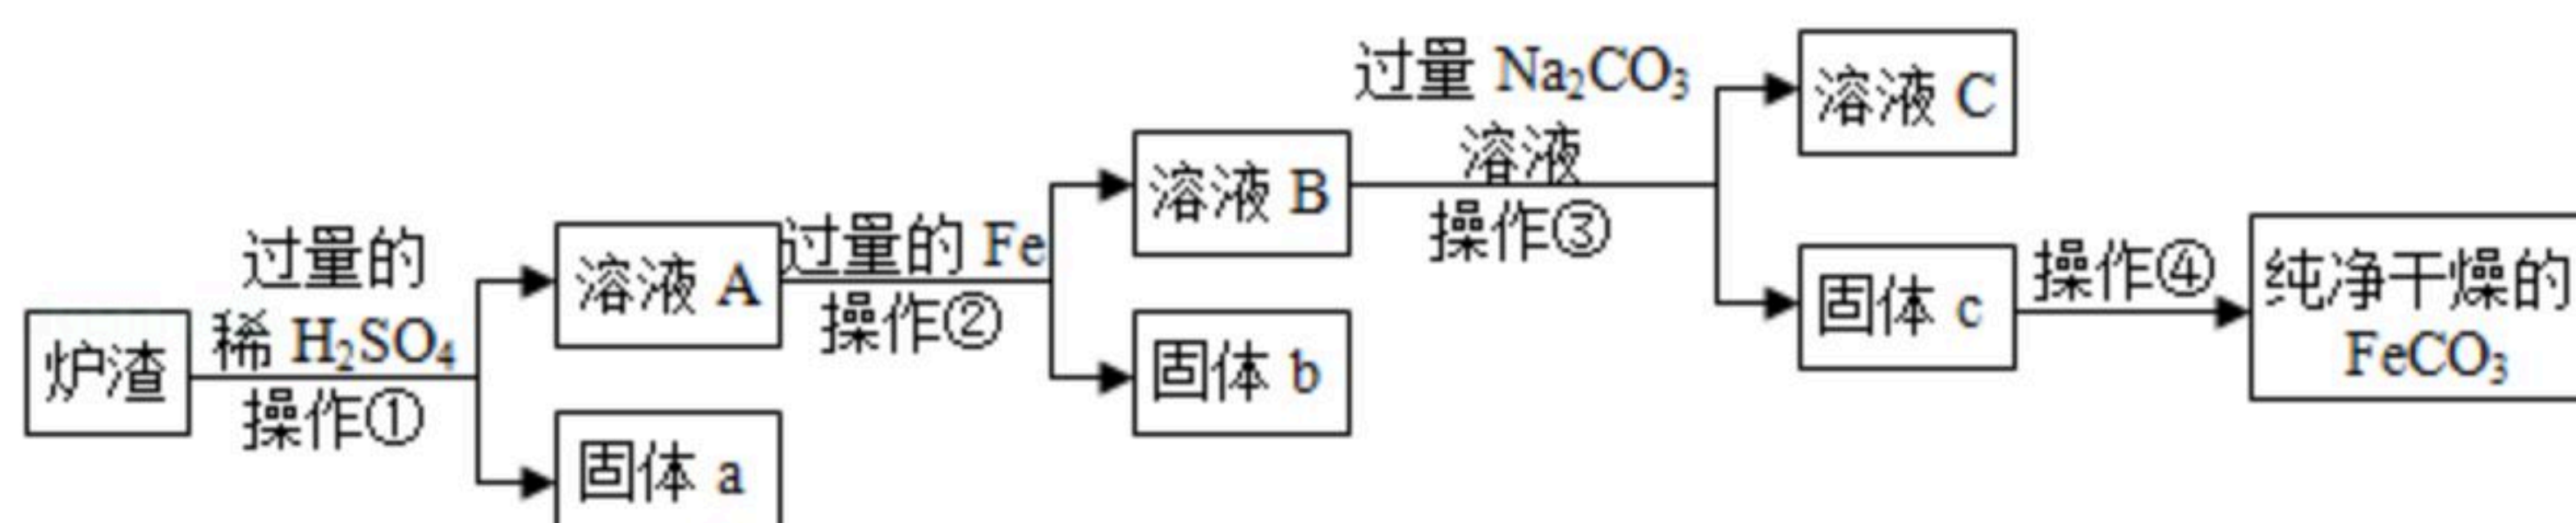 炉渣
过量的
稀 H₂SO₄
操作①
溶液 A
固体 a
过量的 Fe
操作②
溶液 B
固体 b
过量 Na₂CO₃
溶液
操作③
溶液 C
固体 c
操作④
纯净干燥的
FeCO₃